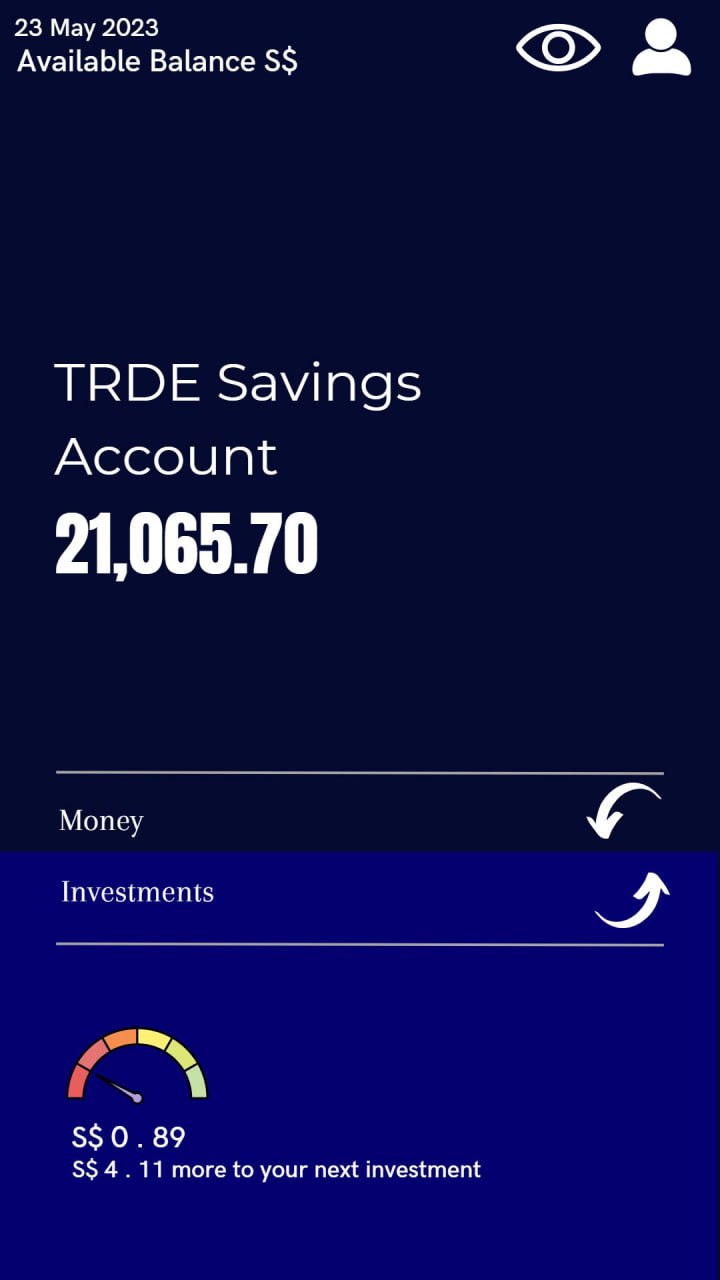 23 May 2023
Available Balance S$
TRDE Savings
Account
21,065.70
Money
Investments
S$ 0 . 89
S$ 4 . 11 more to your next investment